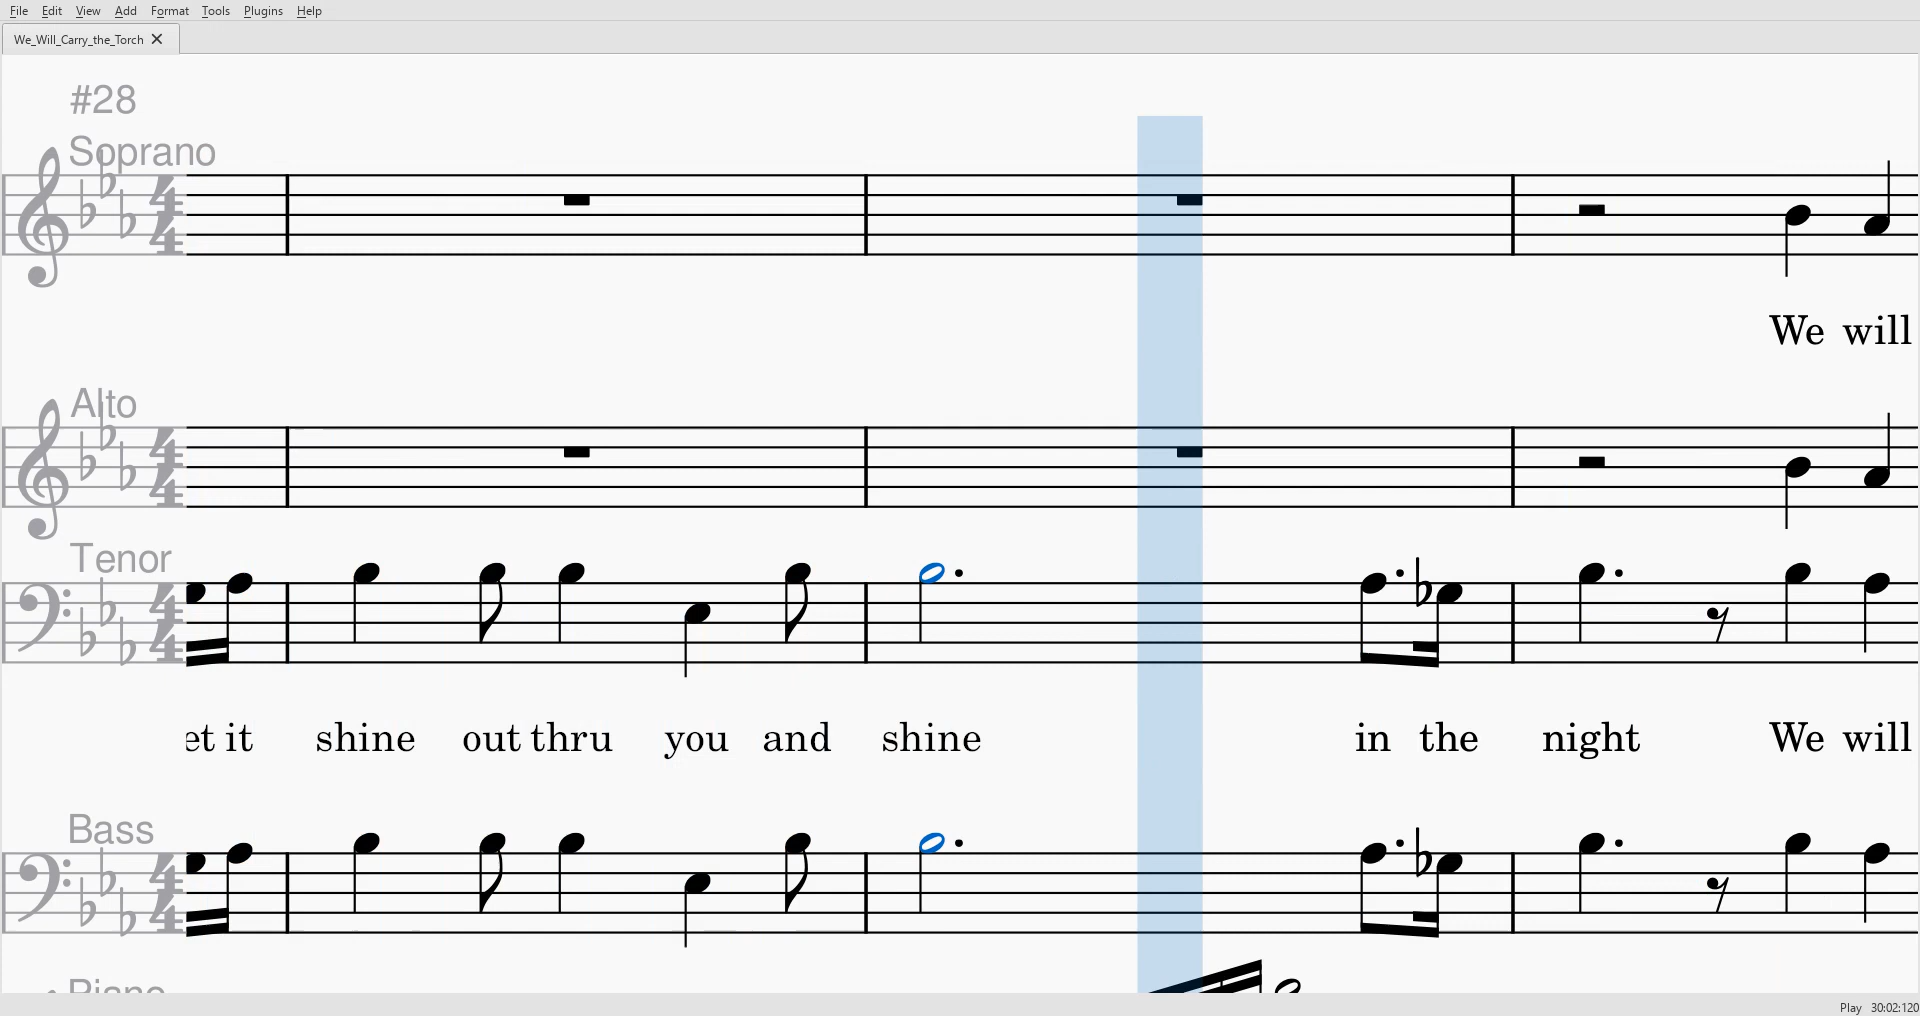 File Edit View Add Format Tools Plugins Help
We_Will_Carry_the_Torch
#28
Soprano
We will
Alto
Tenor
et it shine out thru you and shine in the night We will
Bass
Piano
Play 30:02:120